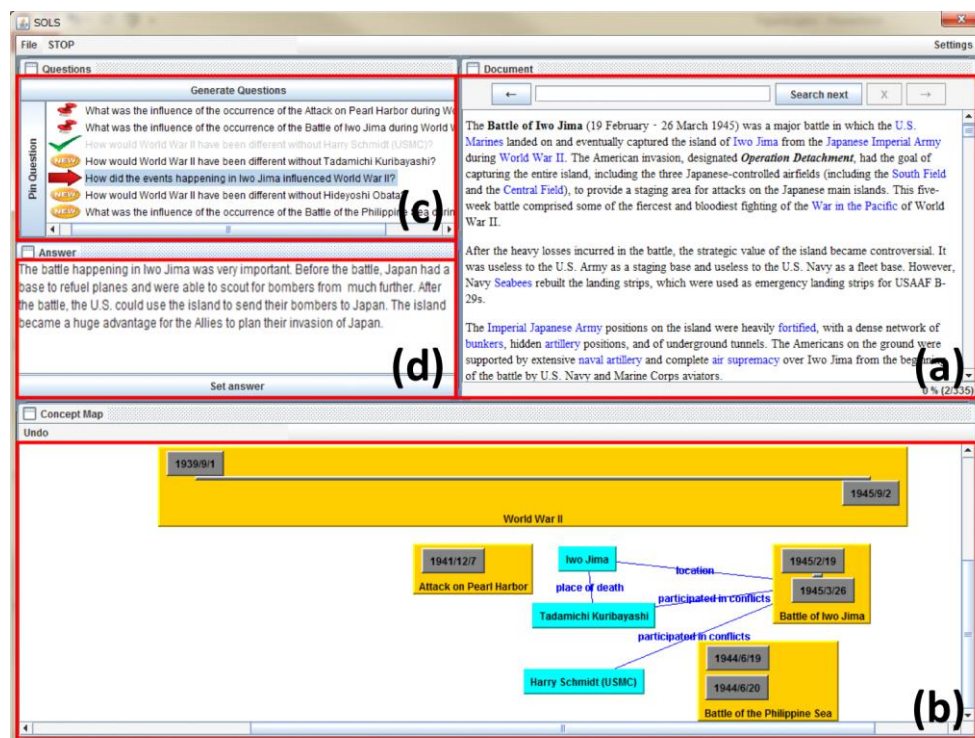 SOLS
File STOP
Settings
Questions
Generate Questions
Pin Question
What was the influence of the occurrence of the Attack on Pearl Harbor during
What was the influence of the occurrence of the Battle of Iwo Jima during World
How would World War II have been different without Harry Schmidt (USMC)?
NEW How would World War II have been different without Tadamichi Kuribayashi?
How did the events happening in Iwo Jima influenced World War II?
NEW How would World War II have been different without Hideyoshi Obata
NEW What was the influence of the occurrence of the Battle of the Philippine Sea
(c)
Answer
The battle happening in Iwo Jima was very important. Before the battle, Japan had a
base to refuel planes and were able to scout for bombers from much further. After
the battle, the U.S. could use the island to send their bombers to Japan. The island
became a huge advantage for the Allies to plan their invasion of Japan.
(d)
Set answer
Document
← Search next X →
The Battle of Iwo Jima (19 February - 26 March 1945) was a major battle in which the U.S.
Marines landed on and eventually captured the island of Iwo Jima from the Japanese Imperial Army
during World War II. The American invasion, designated Operation Detachment, had the goal of
capturing the entire island, including the three Japanese-controlled airfields (including the South Field
and the Central Field), to provide a staging area for attacks on the Japanese main islands. This five-
week battle comprised some of the fiercest and bloodiest fighting of the War in the Pacific of World
War II.
After the heavy losses incurred in the battle, the strategic value of the island became controversial. It
was useless to the U.S. Army as a staging base and useless to the U.S. Navy as a fleet base. However,
Navy Seabees rebuilt the landing strips, which were used as emergency landing strips for USAAF B-
29s.
The Imperial Japanese Army positions on the island were heavily fortified, with a dense network of
bunkers, hidden artillery positions, and of underground tunnels. The Americans on the ground were
supported by extensive naval artillery and complete air supremacy over Iwo Jima from the
of the battle by U.S. Navy and Marine Corps aviators.
(a)
0 % (2/335)
Concept Map
Undo
1939/9/1
1945/9/2
World War II
1941/12/7
Attack on Pearl Harbor
Iwo Jima
location
place of death
1945/2/19
1945/3/26
Battle of Iwo Jima
participated in conflicts
Tadamichi Kuribayashi
participated in conflicts
Harry Schmidt (USMC)
1944/6/19
1944/6/20
Battle of the Philippine Sea
(b)